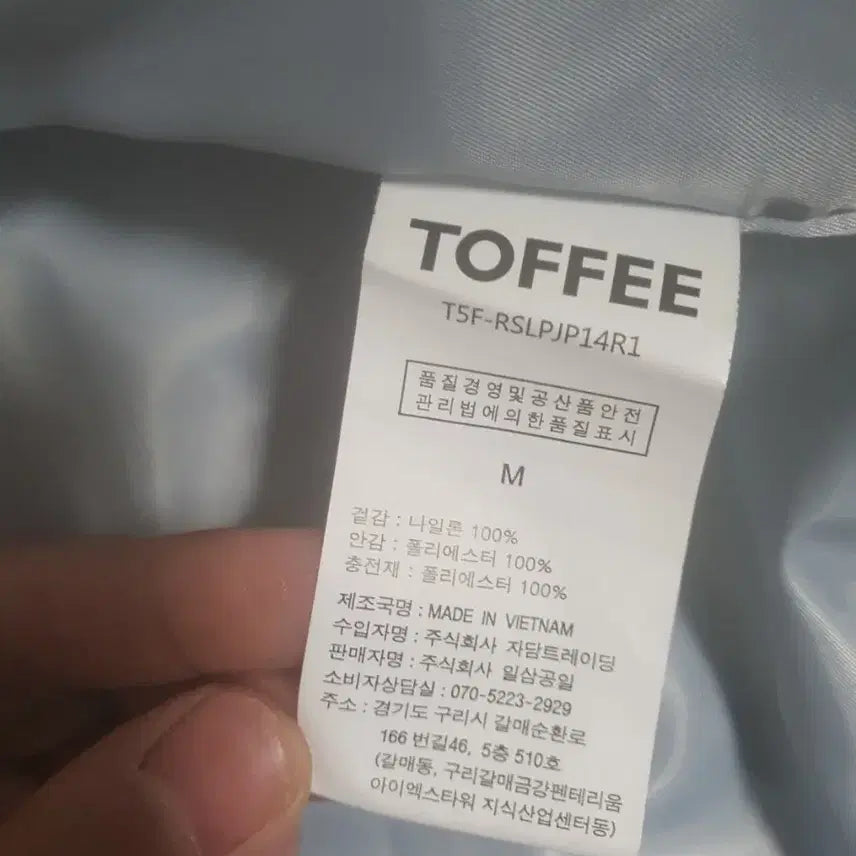 TOFFEE
T5F-RSLPJP14R1
품질경영및공산품안전
관리법에의한품질표시
M
겉감 : 나일론 100%
안감 : 폴리에스터 100%
충전재 : 폴리에스터 100%
제조국명 : MADE IN VIETNAM
수입자명 : 주식회사 자담트레이딩
판매자명 : 주식회사 일삼공일
소비자상담실 : 070-5223-2929
주소 : 경기도 구리시 갈매순환로
166 번길46, 5층 510호
(갈매동, 구리갈매금강펜테리움
아이엑스타워 지식산업센터동)